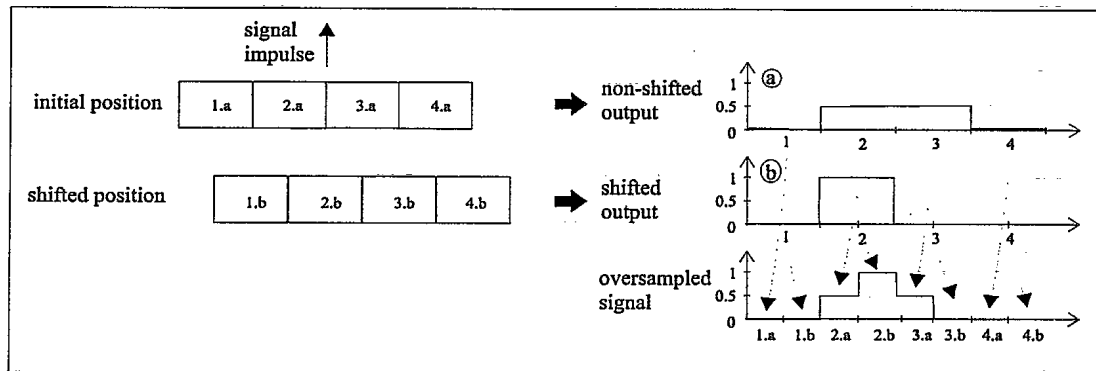 signal
impulse
initial position
1.a 2.a 3.a 4.a
non-shifted
output
a
1
0.5
0
1 2 3 4
shifted position
1.b 2.b 3.b 4.b
shifted
output
b
1
0.5
0
1 2 3 4
oversampled
signal
1
0.5
0
1.a 1.b 2.a 2.b 3.a 3.b 4.a 4.b